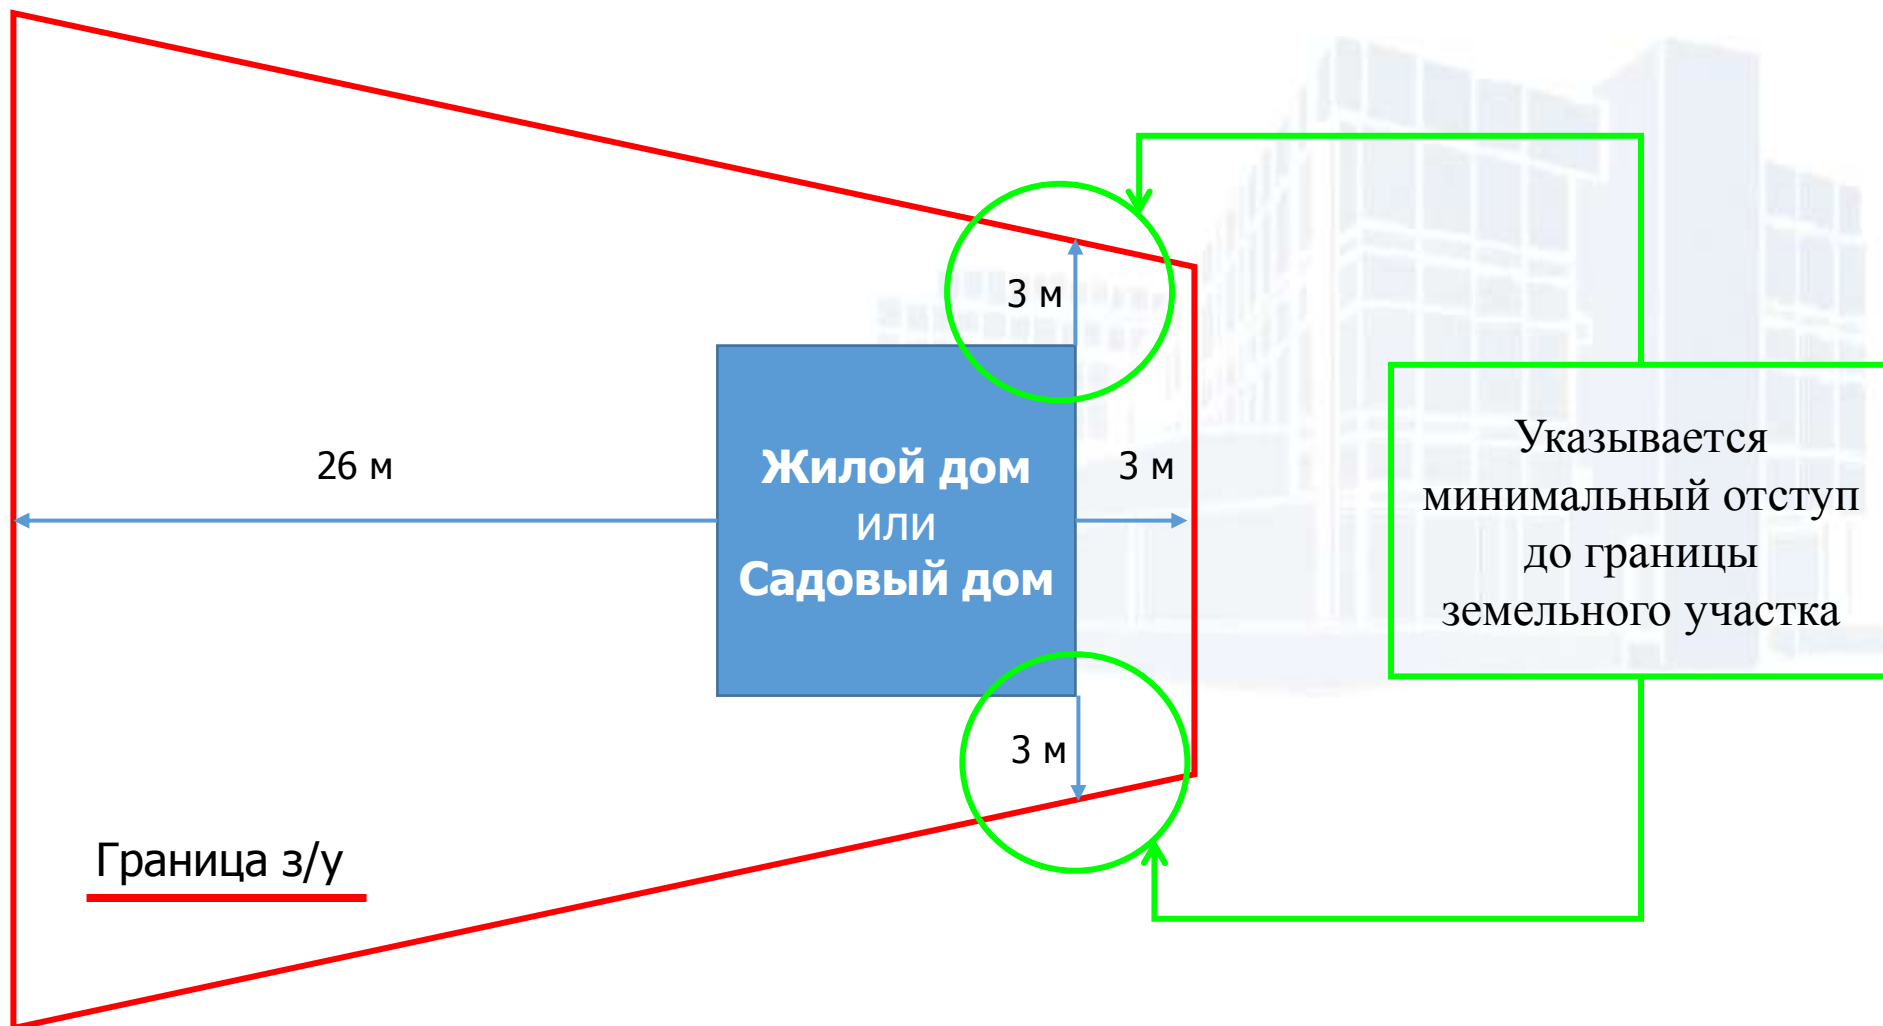 3 м
26 м
Жилой дом
или
Садовый дом
3 м
Указывается
минимальный отступ
до границы
земельного участка
3 м
Граница з/у